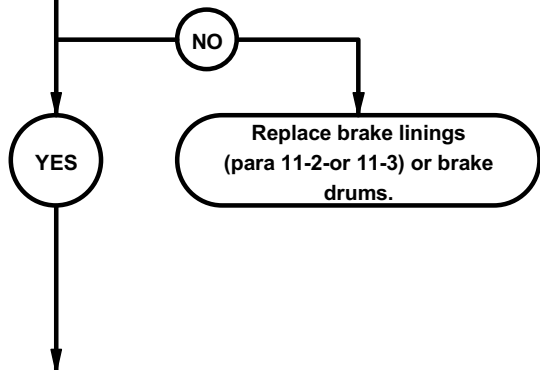 NO
YES
Replace brake linings
(para 11-2-or 11-3) or brake
drums.